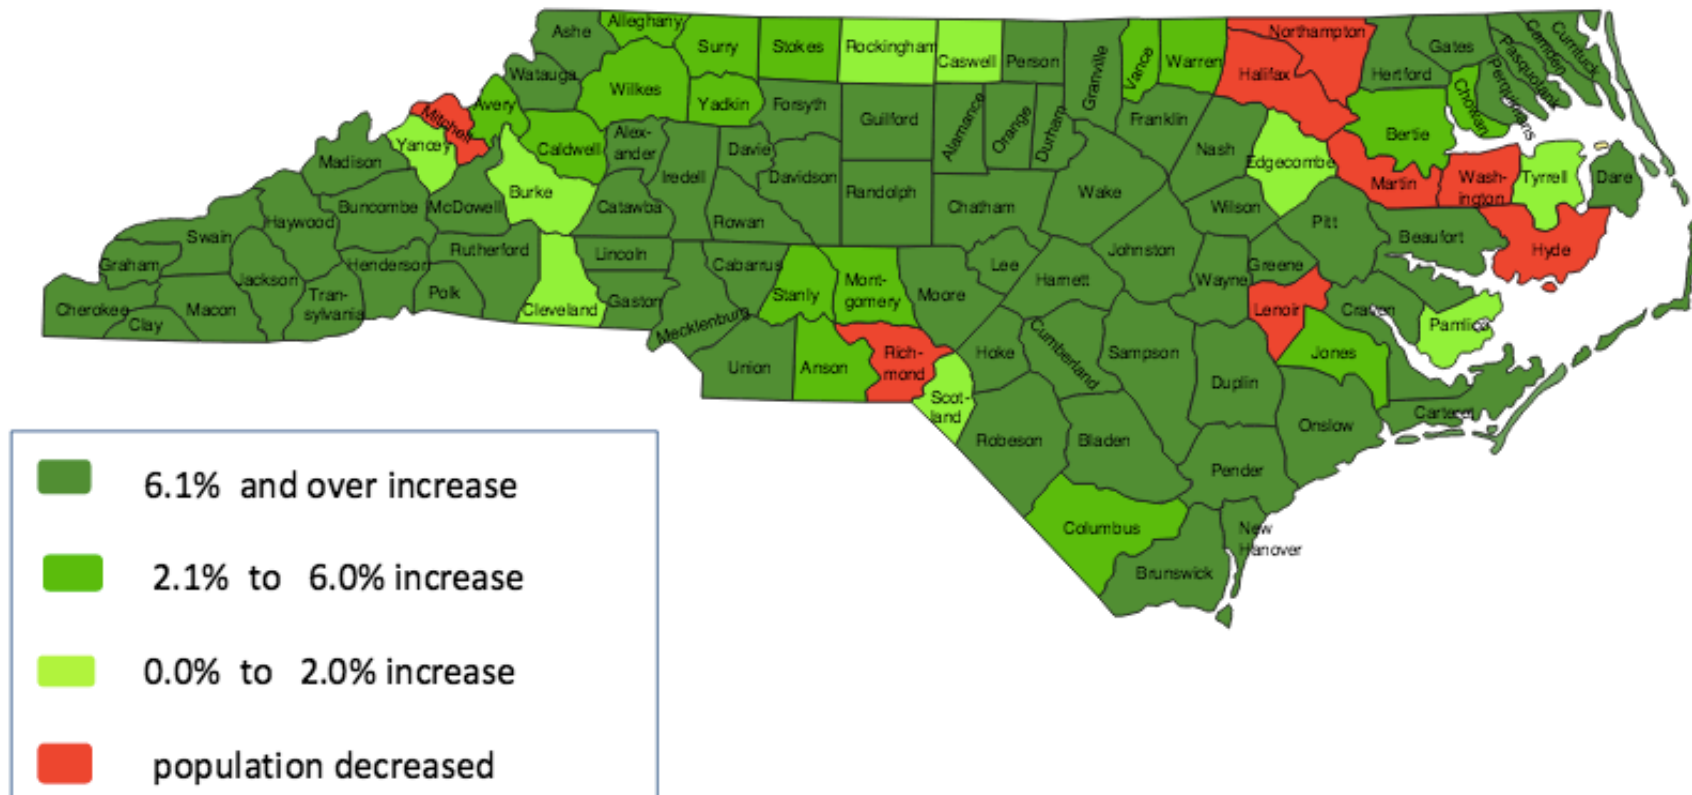 Ashe
Alleghany
Surry
Stokes
Rockingham
Caswell
Person
Granville
Vance
Warren
Northampton
Halifax
Hertford
Gates
Currituck
Camden
Pasquotank
Perquimans
Chowan
Bertie
Watauga
Wilkes
Yadkin
Forsyth
Guilford
Alamance
Orange
Durham
Franklin
Nash
Edgecombe
Martin
Wash-
ington
Tyrrell
Dare
Mitchell
Avery
Yancey
Caldwell
Alex-
ander
Davie
Iredell
Davidson
Randolph
Chatham
Wake
Wilson
Pitt
Beaufort
Hyde
Madison
Buncombe
McDowell
Burke
Catawba
Rowan
Haywood
Swain
Graham
Jackson
Henderson
Rutherford
Lincoln
Cabarrus
Stanly
Mont-
gomery
Moore
Lee
Harnett
Johnston
Wayne
Greene
Lenoir
Craven
Pamlico
Cherokee
Clay
Macon
Tran-
sylvania
Polk
Cleveland
Gaston
Mecklenburg
Union
Anson
Rich-
mond
Scot-
land
Hoke
Cumberland
Sampson
Duplin
Jones
Carteret
Onslow
Robeson
Bladen
Pender
Columbus
New
Hanover
Brunswick
6.1% and over increase
2.1% to 6.0% increase
0.0% to 2.0% increase
population decreased